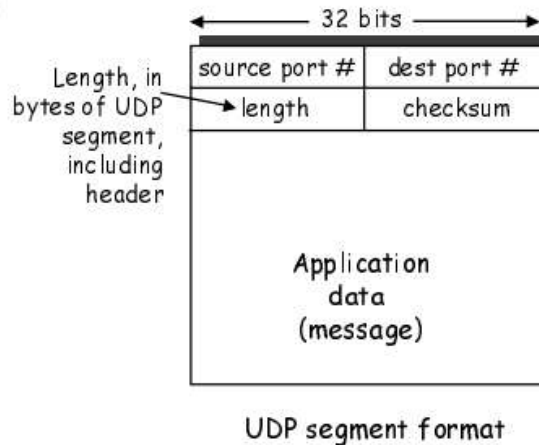 32 bits
source port #
dest port #
Length, in
bytes of UDP
segment,
including
header
length
checksum
Application
data
(message)
UDP segment format